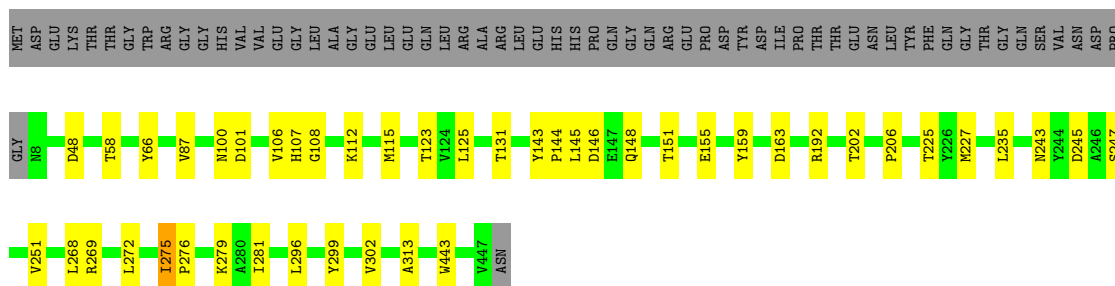 MET ASP GLU LYS THR THR GLY TRP ARG GLY GLY HIS VAL VAL GLU GLY LEU ALA GLY GLU LEU GLU GLN LEU ARG ALA ARG LEU GLU HIS HIS PRO GLN GLY GLN ARG GLU PRO ASP TYR ASP ILE PRO THR THR GLU ASN LEU TYR PHE GLN GLY THR GLY GLN SER VAL ASN ASP PRO
GLY N8 D48 T58 Y66 V87 N100 D101 V106 H107 G108 K112 M115 T123 V124 L125 T131 Y143 P144 L145 D146 E147 Q148 T151 E155 Y159 D163 R192 T202 P206 T225 Y226 M227 L235 N243 Y244 D245 A246 S247
V251 L268 R269 L272 I275 P276 K279 A280 I281 L296 Y299 V302 A313 W443 V447 ASN